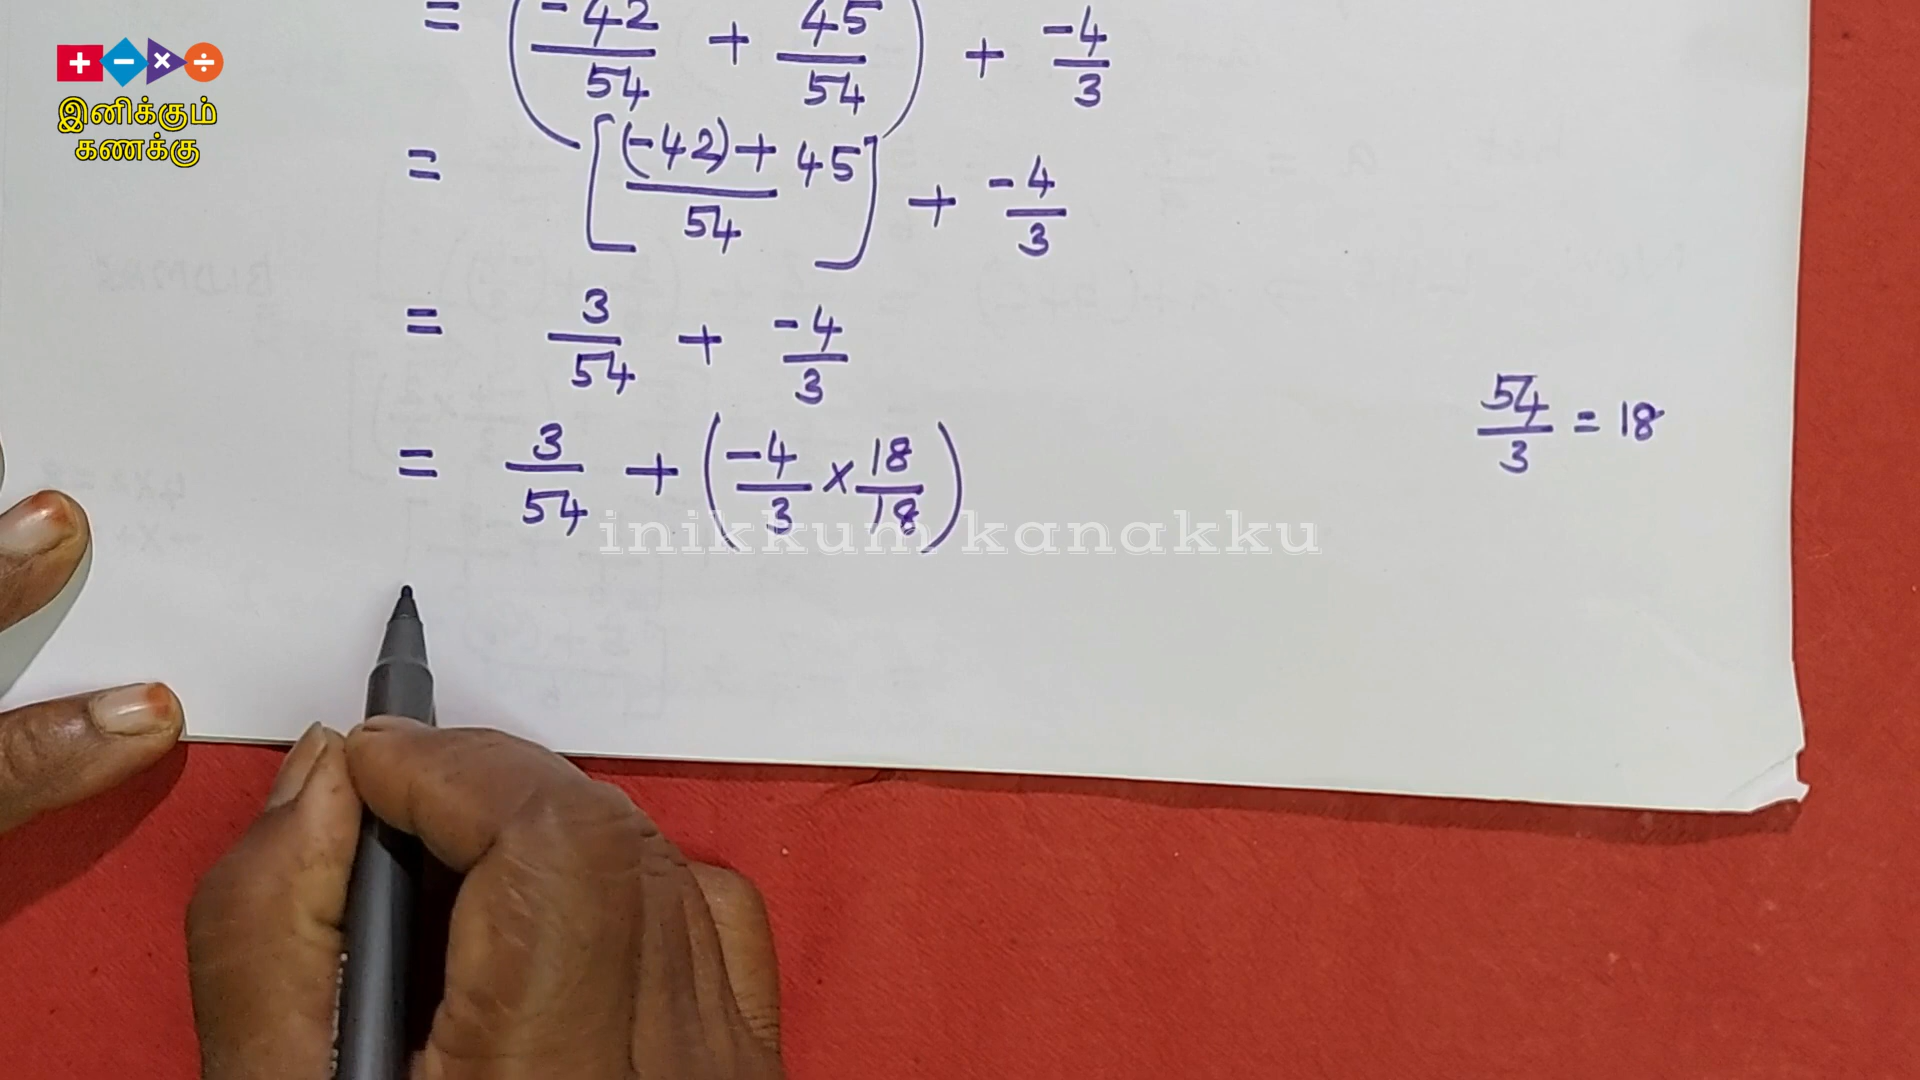 இனிக்கும்
கணக்கு
= (-42/54 + 45/54) + -4/3
= [(-42)+45/54] + -4/3
= 3/54 + -4/3
= 3/54 + (-4/3 × 18/18)
54/3 = 18
inikkum kanakku